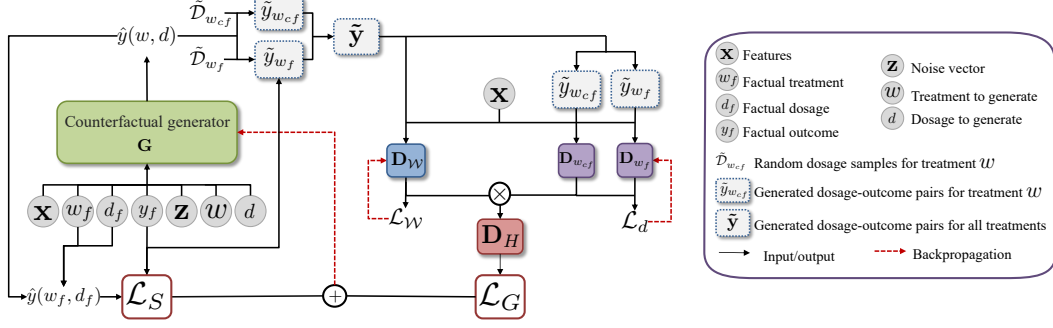 𝒟̃_{w_{cf}}
ỹ_{w_{cf}}
ŷ(w, d)
𝒟̃_{w_f}
ỹ_{w_f}
ỹ
Counterfactual generator
G
x
w_f
d_f
y_f
z
w
d
ŷ(w_f, d_f)
ℒ_S
+
x
ỹ_{w_{cf}}
ỹ_{w_f}
D_𝒲
D_{w_{cf}}
D_{w_f}
×
ℒ_𝒲
ℒ_d
D_H
ℒ_G
x Features
w_f Factual treatment
d_f Factual dosage
y_f Factual outcome
z Noise vector
w Treatment to generate
d Dosage to generate
𝒟̃_{w_{cf}} Random dosage samples for treatment w
ỹ_{w_{cf}} Generated dosage-outcome pairs for treatment w
ỹ Generated dosage-outcome pairs for all treatments
Input/output
Backpropagation